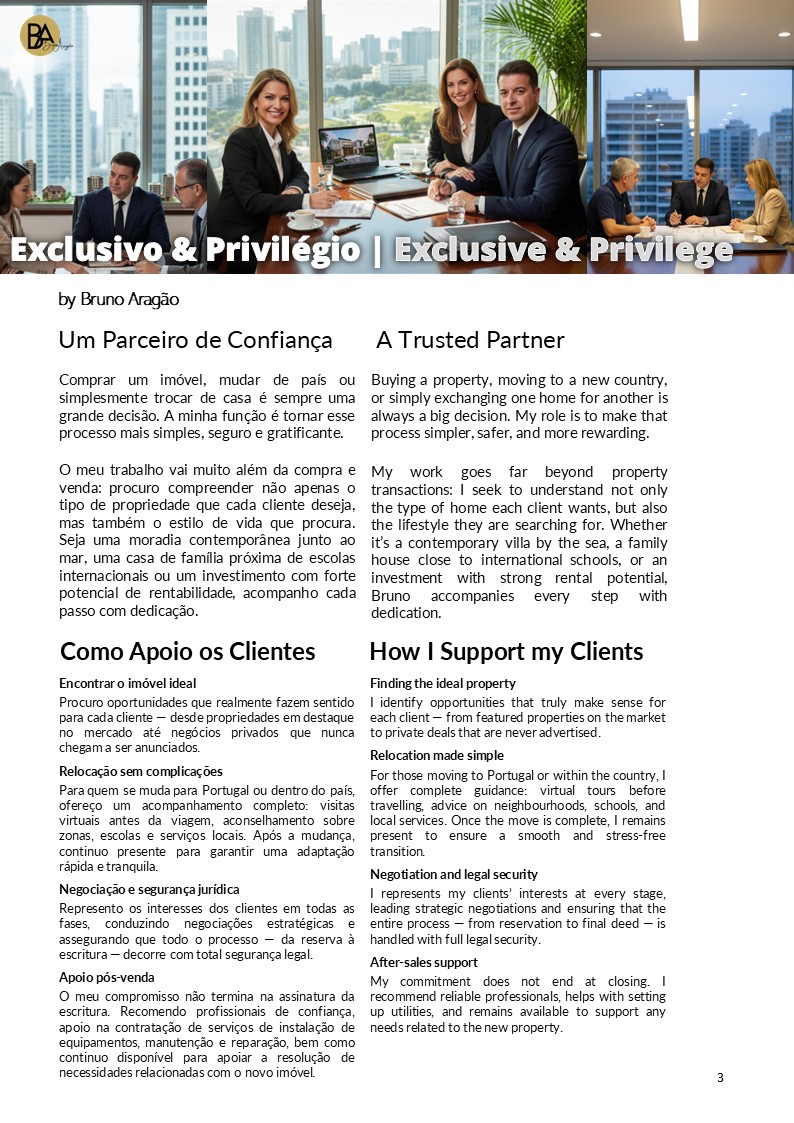 BA
Bruno Aragão
Exclusivo & Privilégio | Exclusive & Privilege
by Bruno Aragão
Um Parceiro de Confiança
Comprar um imóvel, mudar de país ou
simplesmente trocar de casa é sempre uma
grande decisão. A minha função é tornar esse
processo mais simples, seguro e gratificante.
O meu trabalho vai muito além da compra e
venda: procuro compreender não apenas o
tipo de propriedade que cada cliente deseja,
mas também o estilo de vida que procura.
Seja uma moradia contemporânea junto ao
mar, uma casa de família próxima de escolas
internacionais ou um investimento com forte
potencial de rentabilidade, acompanho cada
passo com dedicação.
A Trusted Partner
Buying a property, moving to a new country,
or simply exchanging one home for another is
always a big decision. My role is to make that
process simpler, safer, and more rewarding.
My work goes far beyond property
transactions: I seek to understand not only
the type of home each client wants, but also
the lifestyle they are searching for. Whether
it’s a contemporary villa by the sea, a family
house close to international schools, or an
investment with strong rental potential,
Bruno accompanies every step with
dedication.
Como Apoio os Clientes
Encontrar o imóvel ideal
Procuro oportunidades que realmente fazem sentido
para cada cliente — desde propriedades em destaque
no mercado até negócios privados que nunca
chegam a ser anunciados.
Relocação sem complicações
Para quem se muda para Portugal ou dentro do país,
ofereço um acompanhamento completo: visitas
virtuais antes da viagem, aconselhamento sobre
zonas, escolas e serviços locais. Após a mudança,
continuo presente para garantir uma adaptação
rápida e tranquila.
Negociação e segurança jurídica
Represento os interesses dos clientes em todas as
fases, conduzindo negociações estratégicas e
assegurando que todo o processo — da reserva à
escritura — decorre com total segurança legal.
Apoio pós-venda
O meu compromisso não termina na assinatura da
escritura. Recomendo profissionais de confiança,
apoio na contratação de serviços de instalação de
equipamentos, manutenção e reparação, bem como
continuo disponível para apoiar a resolução de
necessidades relacionadas com o novo imóvel.
How I Support my Clients
Finding the ideal property
I identify opportunities that truly make sense for
each client — from featured properties on the market
to private deals that are never advertised.
Relocation made simple
For those moving to Portugal or within the country, I
offer complete guidance: virtual tours before
travelling, advice on neighbourhoods, schools, and
local services. Once the move is complete, I remains
present to ensure a smooth and stress-free
transition.
Negotiation and legal security
I represents my clients’ interests at every stage,
leading strategic negotiations and ensuring that the
entire process — from reservation to final deed — is
handled with full legal security.
After-sales support
My commitment does not end at closing. I
recommend reliable professionals, helps with setting
up utilities, and remains available to support any
needs related to the new property.
3